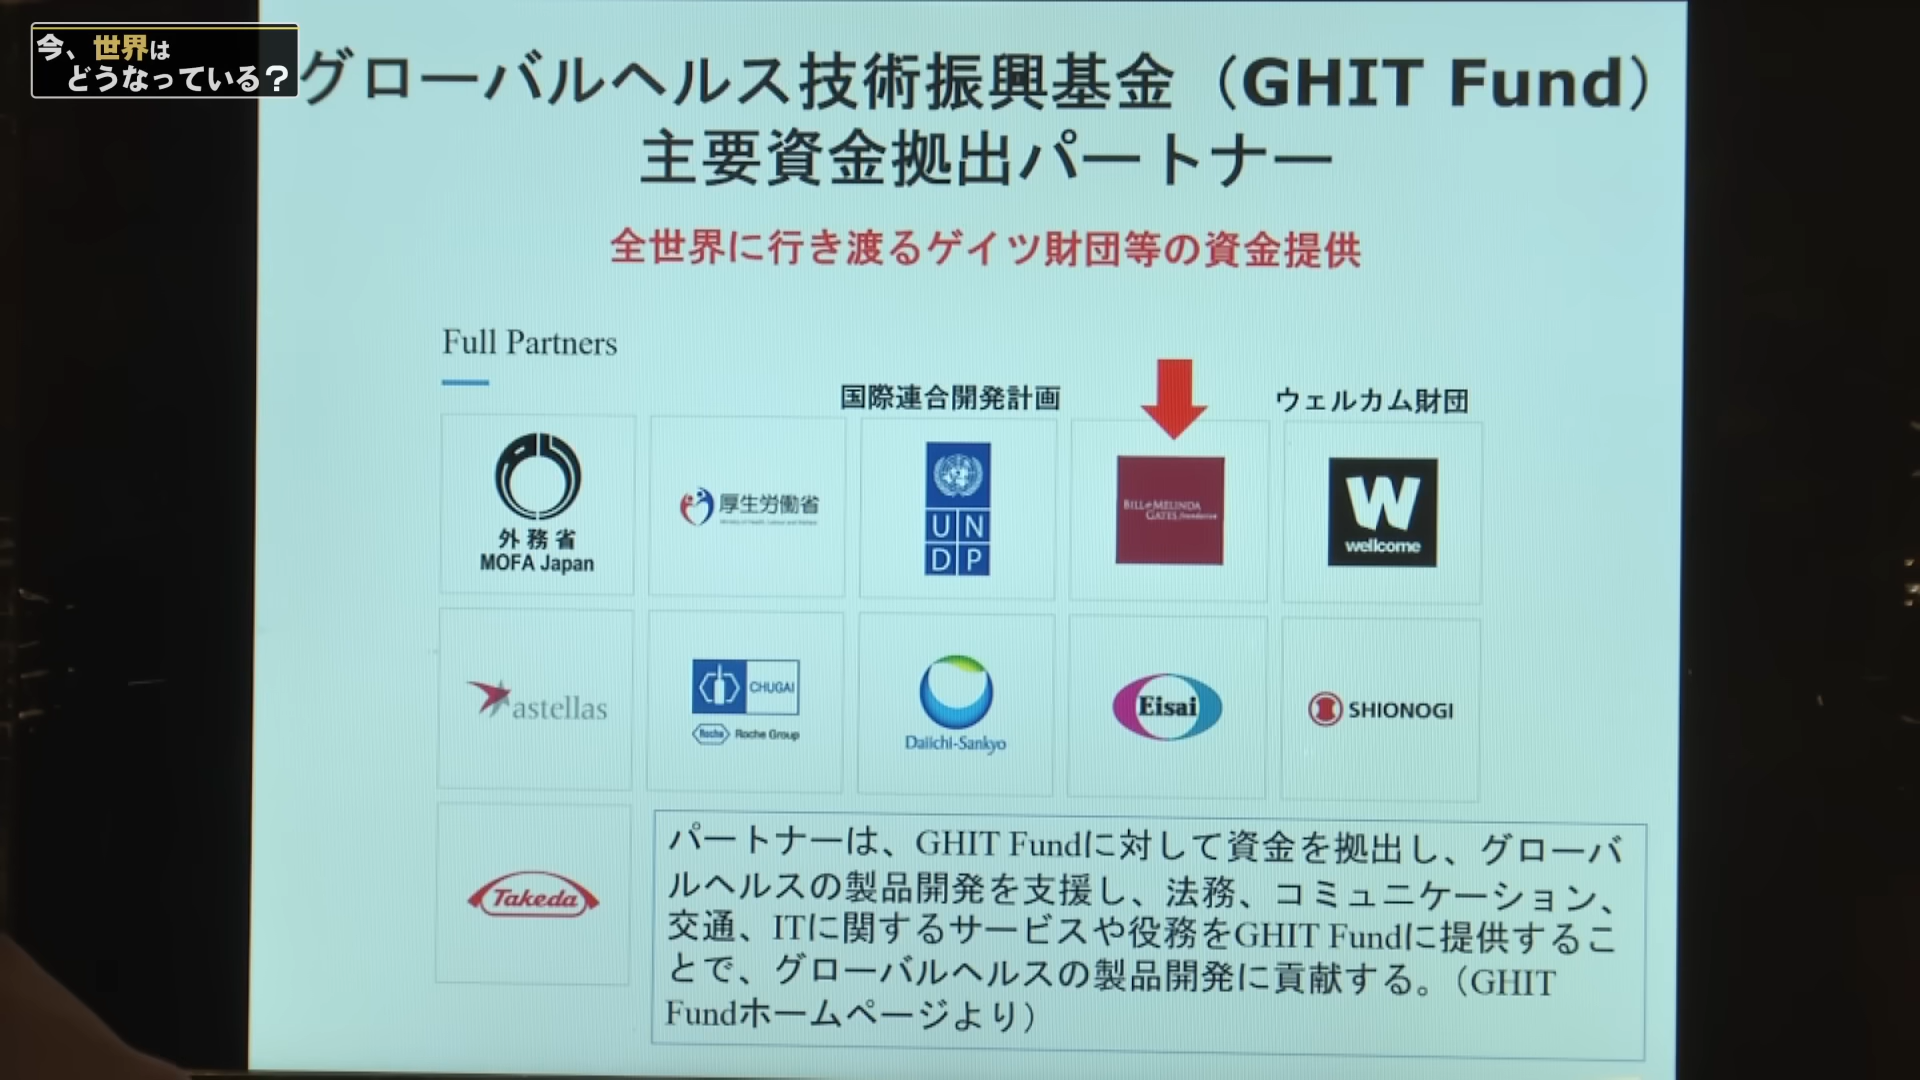 今、世界は
どうなっている？
グローバルヘルス技術振興基金（GHIT Fund）
主要資金拠出パートナー
全世界に行き渡るゲイツ財団等の資金提供
Full Partners
国際連合開発計画
ウェルカム財団
外務省
MOFA Japan
厚生労働省
UN
DP
BILL & MELINDA
GATES foundation
W
wellcome
astellas
CHUGAI
Roche
Roche Group
Daiichi-Sankyo
Eisai
SHIONOGI
Takeda
パートナーは、GHIT Fundに対して資金を拠出し、グローバ
ルヘルスの製品開発を支援し、法務、コミュニケーション、
交通、ITに関するサービスや役務をGHIT Fundに提供するこ
とで、グローバルヘルスの製品開発に貢献する。（GHIT
Fundホームページより）